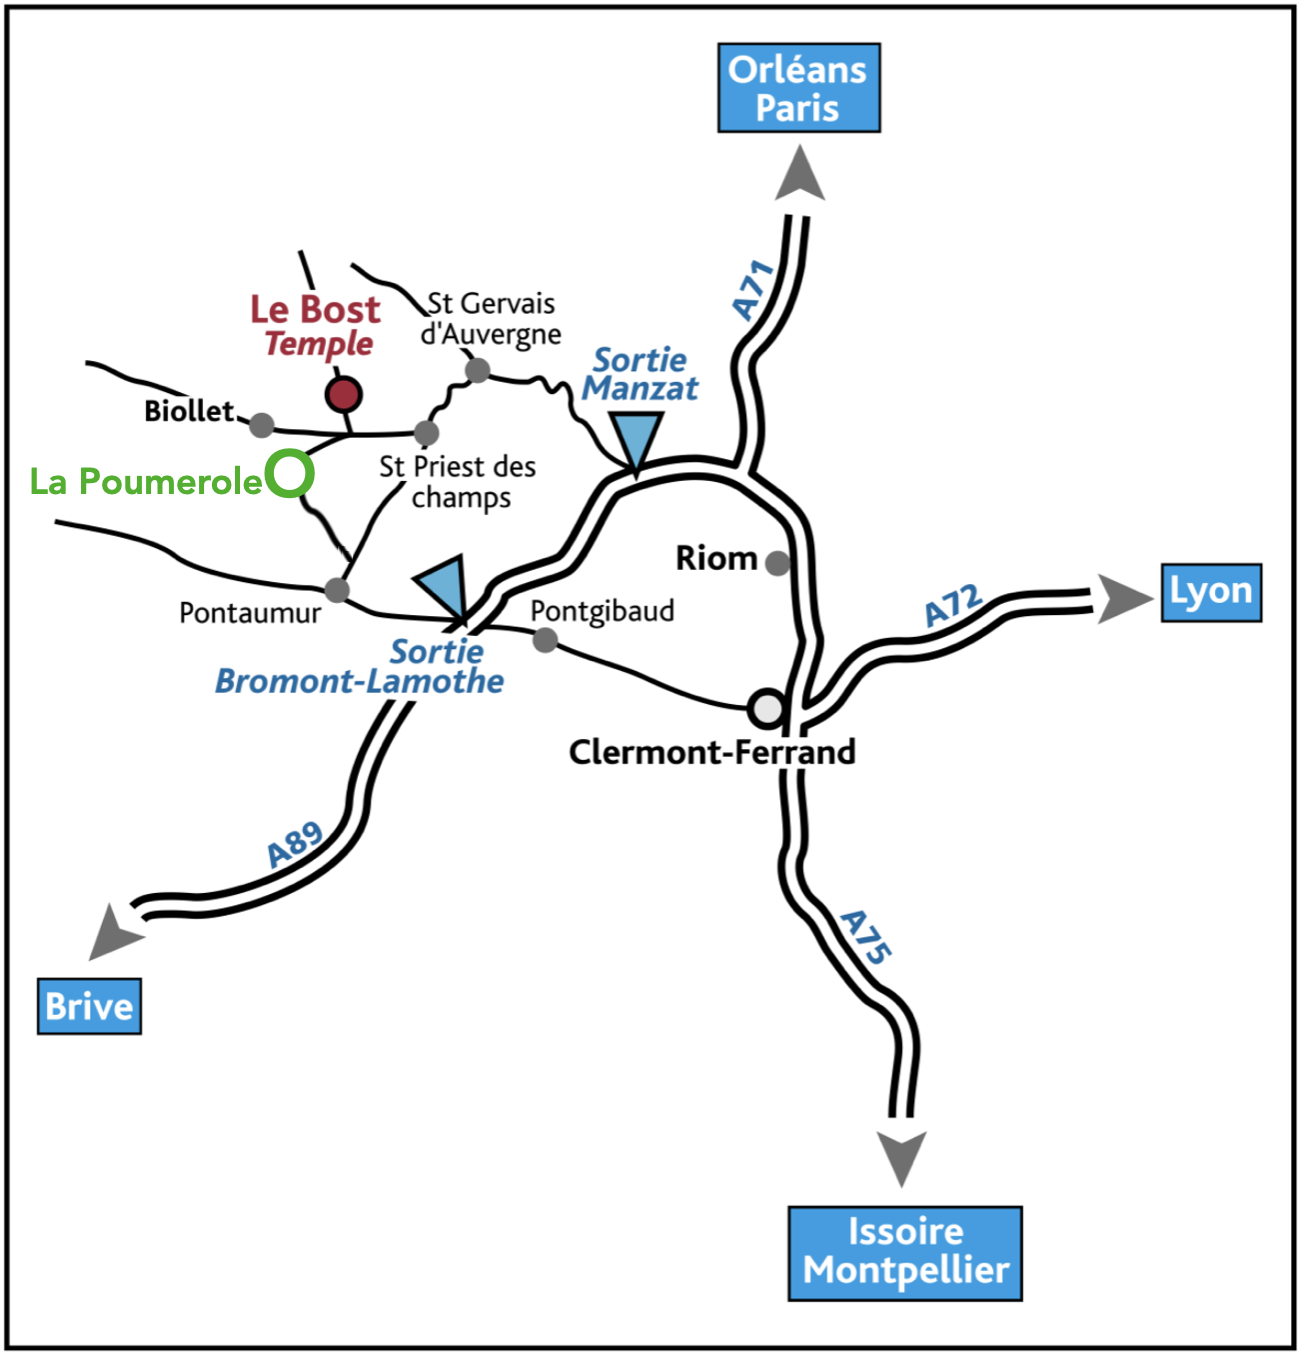 Orléans
Paris
A71
Le Bost
Temple
St Gervais
d'Auvergne
Sortie
Manzat
Biollet
La Poumerole
St Priest des
champs
Riom
Lyon
A72
Pontaumur
Pontgibaud
Sortie
Bromont-Lamothe
Clermont-Ferrand
A89
A75
Brive
Issoire
Montpellier